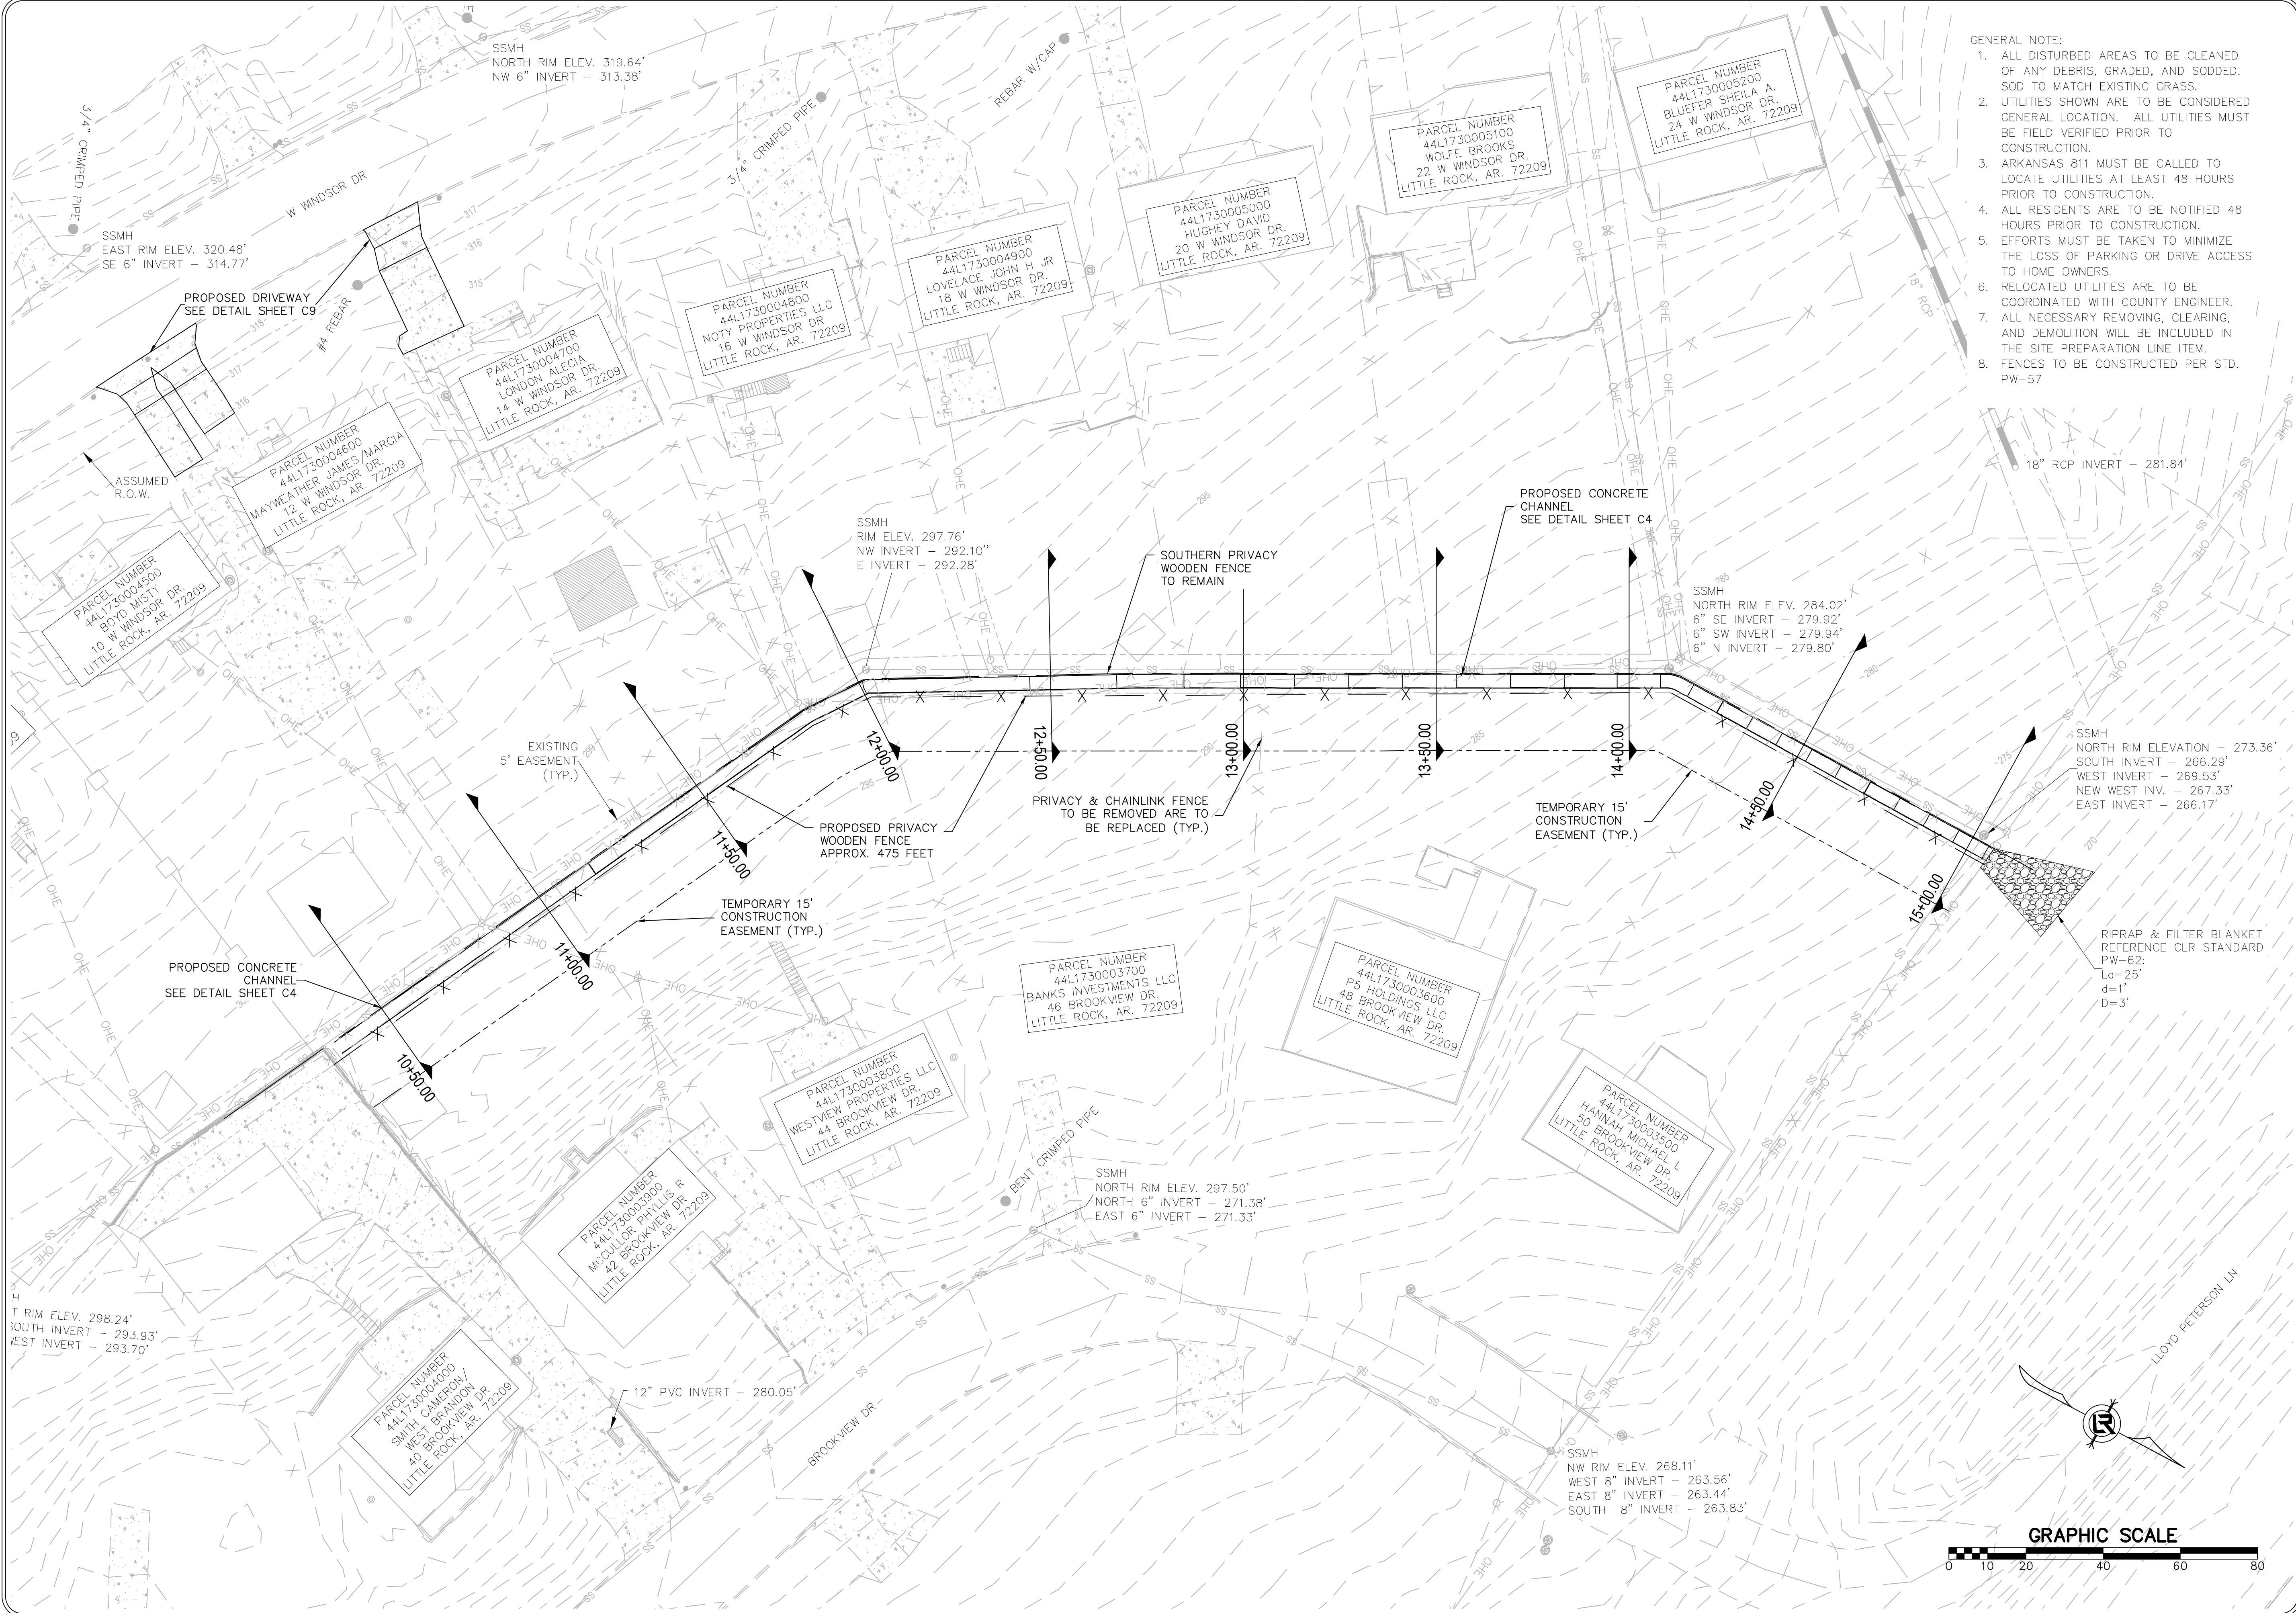 SSMH
NORTH RIM ELEV. 319.64'
NW 6" INVERT - 313.38'
3/4" CRIMPED PIPE
SSMH
EAST RIM ELEV. 320.48'
SE 6" INVERT - 314.77'
W WINDSOR DR
3/4" CRIMPED PIPE
REBAR W/CAP
#4 REBAR
317
316
315
318
317
316
PROPOSED DRIVEWAY
SEE DETAIL SHEET C9
ASSUMED
R.O.W.
PARCEL NUMBER
44L1730004500
BOYD MISTY
10 W WINDSOR DR.
LITTLE ROCK, AR. 72209
PARCEL NUMBER
44L1730004600
MAYWEATHER JAMES/MARCIA
12 W WINDSOR DR.
LITTLE ROCK, AR. 72209
PARCEL NUMBER
44L1730004700
LONDON ALECIA
14 W WINDSOR DR.
LITTLE ROCK, AR. 72209
PARCEL NUMBER
44L1730004800
NOTY PROPERTIES LLC
16 W WINDSOR DR
LITTLE ROCK, AR. 72209
PARCEL NUMBER
44L1730004900
LOVELACE JOHN H JR
18 W WINDSOR DR.
LITTLE ROCK, AR. 72209
PARCEL NUMBER
44L1730005000
HUGHEY DAVID
20 W WINDSOR DR.
LITTLE ROCK, AR. 72209
PARCEL NUMBER
44L1730005100
WOLFE BROOKS
22 W WINDSOR DR.
LITTLE ROCK, AR. 72209
PARCEL NUMBER
44L1730005200
BLUEFER SHEILA A.
24 W WINDSOR DR.
LITTLE ROCK, AR. 72209
18" RCP
GENERAL NOTE:
1. ALL DISTURBED AREAS TO BE CLEANED
OF ANY DEBRIS, GRADED, AND SODDED.
SOD TO MATCH EXISTING GRASS.
2. UTILITIES SHOWN ARE TO BE CONSIDERED
GENERAL LOCATION. ALL UTILITIES MUST
BE FIELD VERIFIED PRIOR TO
CONSTRUCTION.
3. ARKANSAS 811 MUST BE CALLED TO
LOCATE UTILITIES AT LEAST 48 HOURS
PRIOR TO CONSTRUCTION.
4. ALL RESIDENTS ARE TO BE NOTIFIED 48
HOURS PRIOR TO CONSTRUCTION.
5. EFFORTS MUST BE TAKEN TO MINIMIZE
THE LOSS OF PARKING OR DRIVE ACCESS
TO HOME OWNERS.
6. RELOCATED UTILITIES ARE TO BE
COORDINATED WITH COUNTY ENGINEER.
7. ALL NECESSARY REMOVING, CLEARING,
AND DEMOLITION WILL BE INCLUDED IN
THE SITE PREPARATION LINE ITEM.
8. FENCES TO BE CONSTRUCTED PER STD.
PW-57
18" RCP INVERT - 281.84'
SSMH
RIM ELEV. 297.76'
NW INVERT - 292.10''
E INVERT - 292.28'
SOUTHERN PRIVACY
WOODEN FENCE
TO REMAIN
PROPOSED CONCRETE
CHANNEL
SEE DETAIL SHEET C4
SSMH
NORTH RIM ELEV. 284.02'
6" SE INVERT - 279.92'
6" SW INVERT - 279.94'
6" N INVERT - 279.80'
SSMH
NORTH RIM ELEVATION - 273.36'
SOUTH INVERT - 266.29'
WEST INVERT - 269.53'
NEW WEST INV. - 267.33'
EAST INVERT - 266.17'
EXISTING
5' EASEMENT
(TYP.)
PROPOSED PRIVACY
WOODEN FENCE
APPROX. 475 FEET
PRIVACY & CHAINLINK FENCE
TO BE REMOVED ARE TO
BE REPLACED (TYP.)
TEMPORARY 15'
CONSTRUCTION
EASEMENT (TYP.)
TEMPORARY 15'
CONSTRUCTION
EASEMENT (TYP.)
PROPOSED CONCRETE
CHANNEL
SEE DETAIL SHEET C4
10+50.00
11+00.00
11+50.00
12+00.00
12+50.00
13+00.00
13+50.00
14+00.00
14+50.00
15+00.00
299
295
295
290
285
285
280
275
270
RIPRAP & FILTER BLANKET
REFERENCE CLR STANDARD
PW-62:
La=25'
d=1'
D=3'
PARCEL NUMBER
44L1730003700
BANKS INVESTMENTS LLC
46 BROOKVIEW DR.
LITTLE ROCK, AR. 72209
PARCEL NUMBER
44L1730003600
P5 HOLDINGS LLC
48 BROOKVIEW DR.
LITTLE ROCK, AR. 72209
PARCEL NUMBER
44L1730003800
WESTVIEW PROPERTIES LLC
44 BROOKVIEW DR.
LITTLE ROCK, AR. 72209
PARCEL NUMBER
44L1730003500
HANNAH MICHAEL L
50 BROOKVIEW DR.
LITTLE ROCK, AR. 72209
PARCEL NUMBER
44L1730003900
MCCULLOR PHYLLIS R
42 BROOKVIEW DR
LITTLE ROCK, AR. 72209
BENT CRIMPED PIPE
SSMH
NORTH RIM ELEV. 297.50'
NORTH 6" INVERT - 271.38'
EAST 6" INVERT - 271.33'
H
T RIM ELEV. 298.24'
SOUTH INVERT - 293.93'
WEST INVERT - 293.70'
PARCEL NUMBER
44L1730004000
SMITH CAMERON/
WEST BRANDON
40 BROOKVIEW DR
LITTLE ROCK, AR. 72209
12" PVC INVERT - 280.05'
BROOKVIEW DR
LLOYD PETERSON LN
SSMH
NW RIM ELEV. 268.11'
WEST 8" INVERT - 263.56'
EAST 8" INVERT - 263.44'
SOUTH 8" INVERT - 263.83'
LR
GRAPHIC SCALE
0 10 20 40 60 80